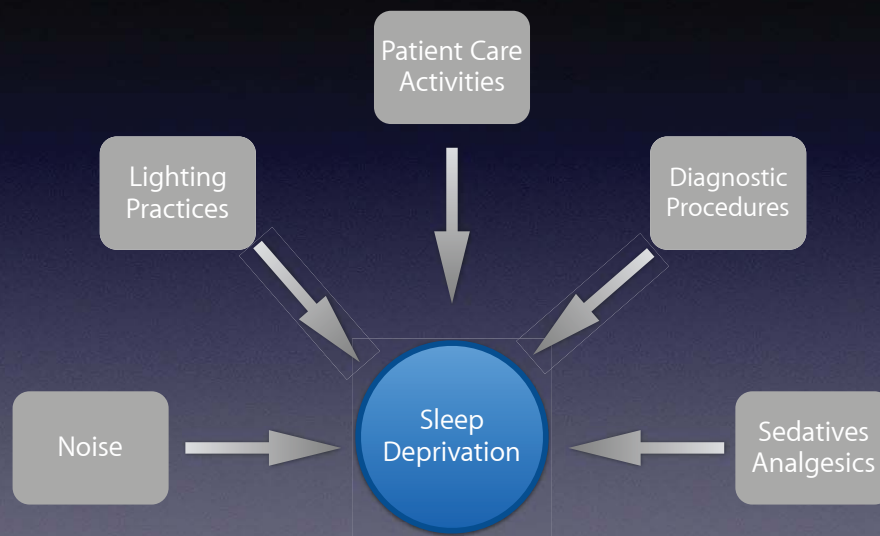 Patient Care
Activities
Lighting
Practices
Diagnostic
Procedures
Noise
Sleep
Deprivation
Sedatives
Analgesics